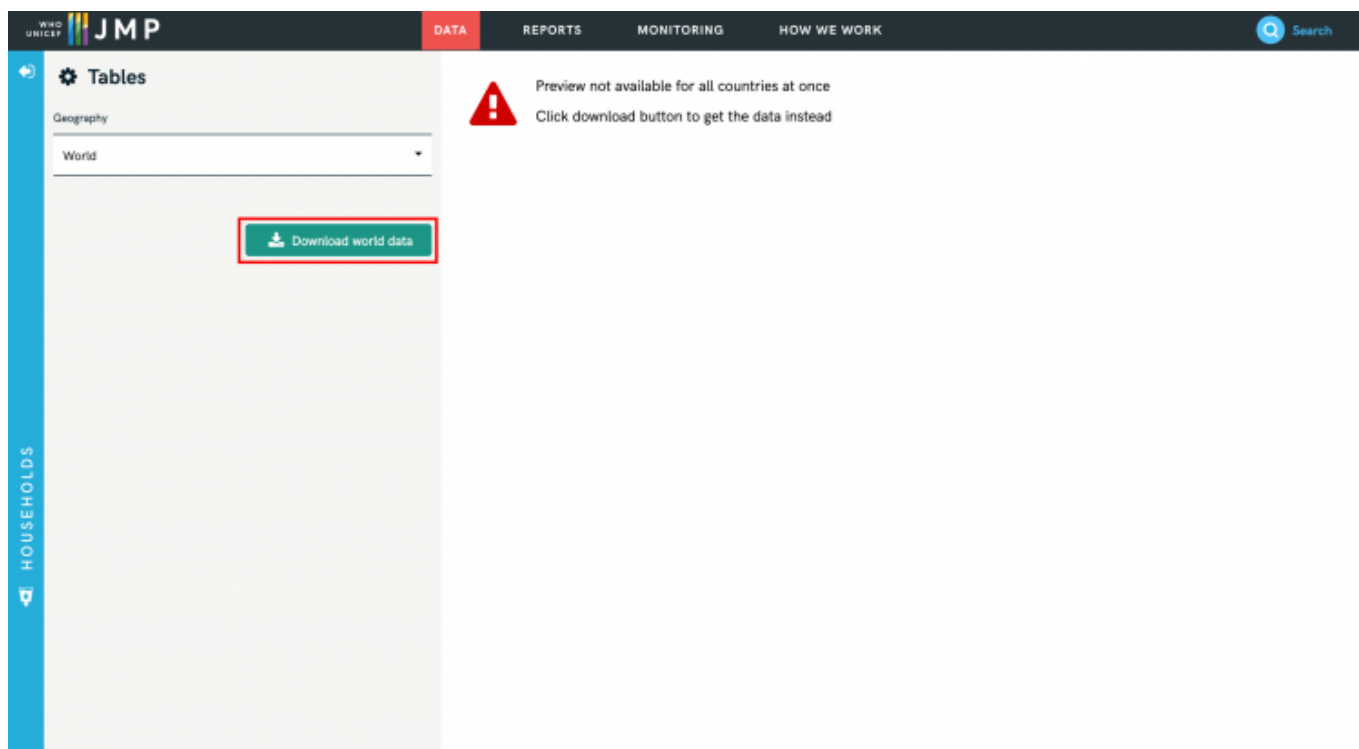 WHO
UNICEF
JMP
DATA
REPORTS
MONITORING
HOW WE WORK
Search
Tables
Geography
World
Download world data
Preview not available for all countries at once
Click download button to get the data instead
HOUSEHOLDS